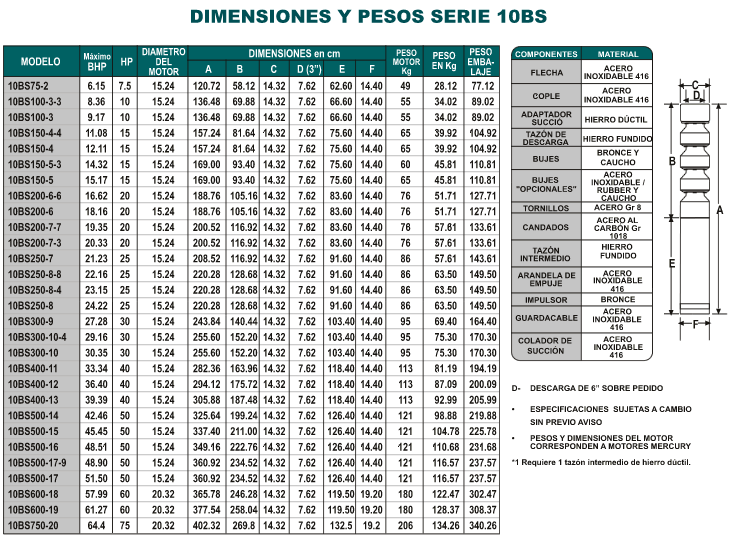 DIMENSIONES Y PESOS SERIE 10BS
MODELO Máximo BHP HP DIAMETRO DEL MOTOR DIMENSIONES en cm PESO MOTOR Kg PESO EN Kg PESO EMBA- LAJE
A B C D (3") E F
10BS75-2 6.15 7.5 15.24 120.72 58.12 14.32 7.62 62.60 14.40 49 28.12 77.12
10BS100-3-3 8.36 10 15.24 136.48 69.88 14.32 7.62 66.60 14.40 55 34.02 89.02
10BS100-3 9.17 10 15.24 136.48 69.88 14.32 7.62 66.60 14.40 55 34.02 89.02
10BS150-4-4 11.08 15 15.24 157.24 81.64 14.32 7.62 75.60 14.40 65 39.92 104.92
10BS150-4 12.11 15 15.24 157.24 81.64 14.32 7.62 75.60 14.40 65 39.92 104.92
10BS150-5-3 14.32 15 15.24 169.00 93.40 14.32 7.62 75.60 14.40 60 45.81 110.81
10BS150-5 15.17 15 15.24 169.00 93.40 14.32 7.62 75.60 14.40 65 45.81 110.81
10BS200-6-6 16.62 20 15.24 188.76 105.16 14.32 7.62 83.60 14.40 76 51.71 127.71
10BS200-6 18.16 20 15.24 188.76 105.16 14.32 7.62 83.60 14.40 76 51.71 127.71
10BS200-7-7 19.35 20 15.24 200.52 116.92 14.32 7.62 83.60 14.40 76 57.61 133.61
10BS200-7-3 20.33 20 15.24 200.52 116.92 14.32 7.62 83.60 14.40 76 57.61 133.61
10BS250-7 21.23 25 15.24 208.52 116.92 14.32 7.62 91.60 14.40 86 57.61 143.61
10BS250-8-8 22.16 25 15.24 220.28 128.68 14.32 7.62 91.60 14.40 86 63.50 149.50
10BS250-8-4 23.15 25 15.24 220.28 128.68 14.32 7.62 91.60 14.40 86 63.50 149.50
10BS250-8 24.22 25 15.24 220.28 128.68 14.32 7.62 91.60 14.40 86 63.50 149.50
10BS300-9 27.28 30 15.24 243.84 140.44 14.32 7.62 103.40 14.40 95 69.40 164.40
10BS300-10-4 29.16 30 15.24 255.60 152.20 14.32 7.62 103.40 14.40 95 75.30 170.30
10BS300-10 30.35 30 15.24 255.60 152.20 14.32 7.62 103.40 14.40 95 75.30 170.30
10BS400-11 33.34 40 15.24 282.36 163.96 14.32 7.62 118.40 14.40 113 81.19 194.19
10BS400-12 36.40 40 15.24 294.12 175.72 14.32 7.62 118.40 14.40 113 87.09 200.09
10BS400-13 39.39 40 15.24 305.88 187.48 14.32 7.62 118.40 14.40 113 92.99 205.99
10BS500-14 42.46 50 15.24 325.64 199.24 14.32 7.62 126.40 14.40 121 98.88 219.88
10BS500-15 45.45 50 15.24 337.40 211.00 14.32 7.62 126.40 14.40 121 104.78 225.78
10BS500-16 48.51 50 15.24 349.16 222.76 14.32 7.62 126.40 14.40 121 110.68 231.68
10BS500-17-9 48.90 50 15.24 360.92 234.52 14.32 7.62 126.40 14.40 121 116.57 237.57
10BS500-17 51.50 50 15.24 360.92 234.52 14.32 7.62 126.40 14.40 121 116.57 237.57
10BS600-18 57.99 60 20.32 365.78 246.28 14.32 7.62 119.50 19.20 180 122.47 302.47
10BS600-19 61.27 60 20.32 377.54 258.04 14.32 7.62 119.50 19.20 180 128.37 308.37
10BS750-20 64.4 75 20.32 402.32 269.8 14.32 7.62 132.5 19.2 206 134.26 340.26
COMPONENTES MATERIAL
FLECHA ACERO INOXIDABLE 416
COPLE ACERO INOXIDABLE 416
ADAPTADOR SUCCIÓ HIERRO DÚCTIL
TAZÓN DE DESCARGA HIERRO FUNDIDO
BUJES BRONCE Y CAUCHO
BUJES "OPCIONALES" ACERO INOXIDABLE / RUBBER Y CAUCHO
TORNILLOS ACERO Gr 8
CANDADOS ACERO AL CARBÓN Gr 1018
TAZÓN INTERMEDIO HIERRO FUNDIDO
ARANDELA DE EMPUJE ACERO INOXIDABLE 416
IMPULSOR BRONCE
GUARDACABLE ACERO INOXIDABLE 416
COLADOR DE SUCCIÓN ACERO INOXIDABLE 416
C
D
B
A
E
F
D- DESCARGA DE 6" SOBRE PEDIDO
• ESPECIFICACIONES SUJETAS A CAMBIO
SIN PREVIO AVISO
• PESOS Y DIMENSIONES DEL MOTOR
CORRESPONDEN A MOTORES MERCURY
*1 Requiere 1 tazón intermedio de hierro dúctil.